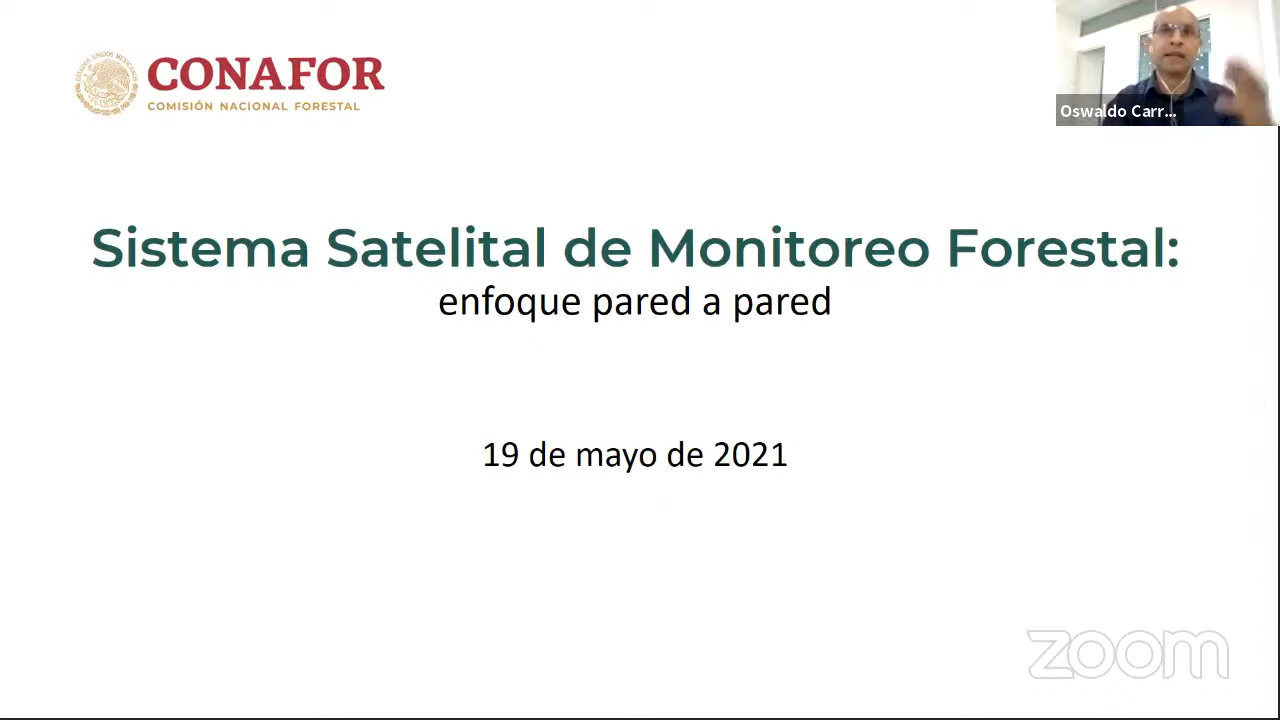 CONAFOR
COMISIÓN NACIONAL FORESTAL
Oswaldo Carr...
Sistema Satelital de Monitoreo Forestal:
enfoque pared a pared
19 de mayo de 2021
zoom